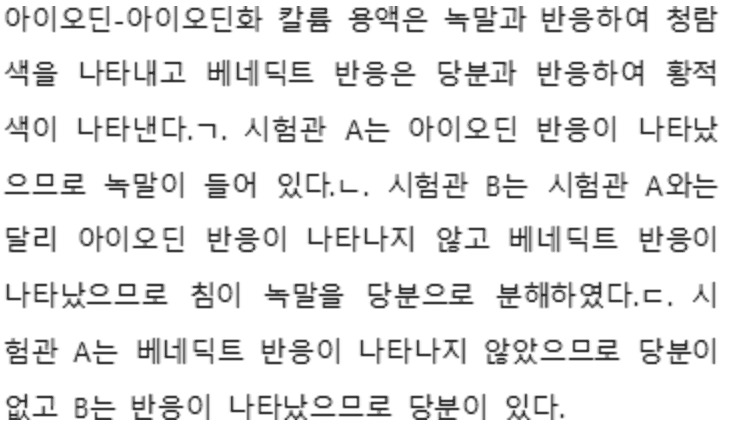 아이오딘-아이오딘화 칼륨 용액은 녹말과 반응하여 청람
색을 나타내고 베네딕트 반응은 당분과 반응하여 황적
색이 나타낸다.ㄱ. 시험관 A는 아이오딘 반응이 나타났
으므로 녹말이 들어 있다.ㄴ. 시험관 B는 시험관 A와는
달리 아이오딘 반응이 나타나지 않고 베네딕트 반응이
나타났으므로 침이 녹말을 당분으로 분해하였다.ㄷ. 시
험관 A는 베네딕트 반응이 나타나지 않았으므로 당분이
없고 B는 반응이 나타났으므로 당분이 있다.